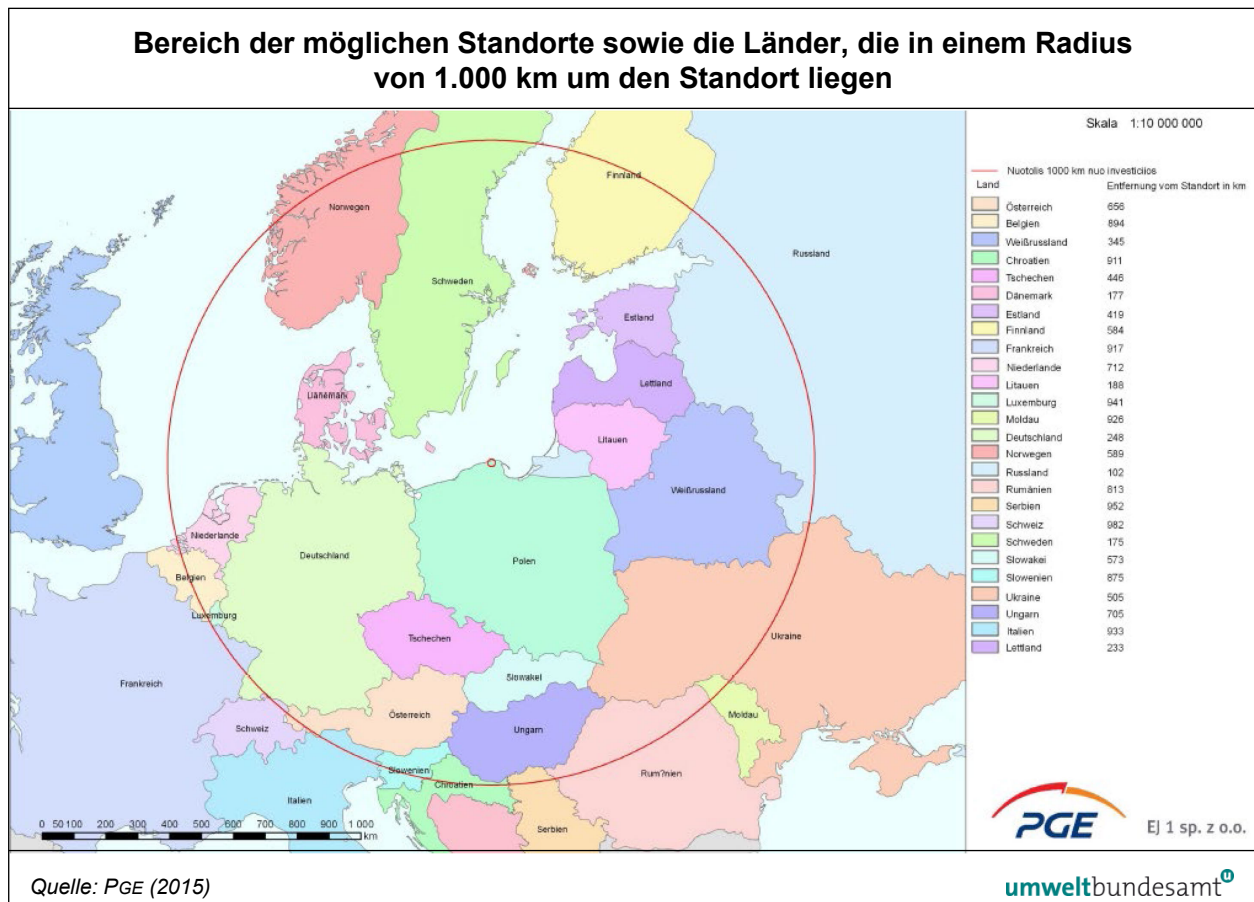 Bereich der möglichen Standorte sowie die Länder, die in einem Radius
von 1.000 km um den Standort liegen
Skala 1:10 000 000
Nuotolis 1000 km nuo investicijos
Land Entfernung vom Standort in km
Österreich 656
Belgien 894
Weißrussland 345
Chroatien 911
Tschechen 446
Dänemark 177
Estland 419
Finnland 584
Frankreich 917
Niederlande 712
Litauen 188
Luxemburg 941
Moldau 926
Deutschland 248
Norwegen 589
Russland 102
Rumänien 813
Serbien 952
Schweiz 982
Schweden 175
Slowakei 573
Slowenien 875
Ukraine 505
Ungarn 705
Italien 933
Lettland 233
Finnland
Norwegen
Russland
Schweden
Estland
Lettland
Dänemark
Litauen
Weißrussland
Niederlande
Deutschland
Polen
Belgien
Luxemburg
Tschechen
Ukraine
Slowakei
Frankreich
Österreich
Moldau
Schweiz
Ungarn
Slowenien
Rum?nien
Chroatien
Italien
Serbien
0 50 100 200 300 400 500 600 700 800 900 1 000
km
PGE EJ 1 sp. z o.o.
Quelle: PGE (2015)
umweltbundesamt u